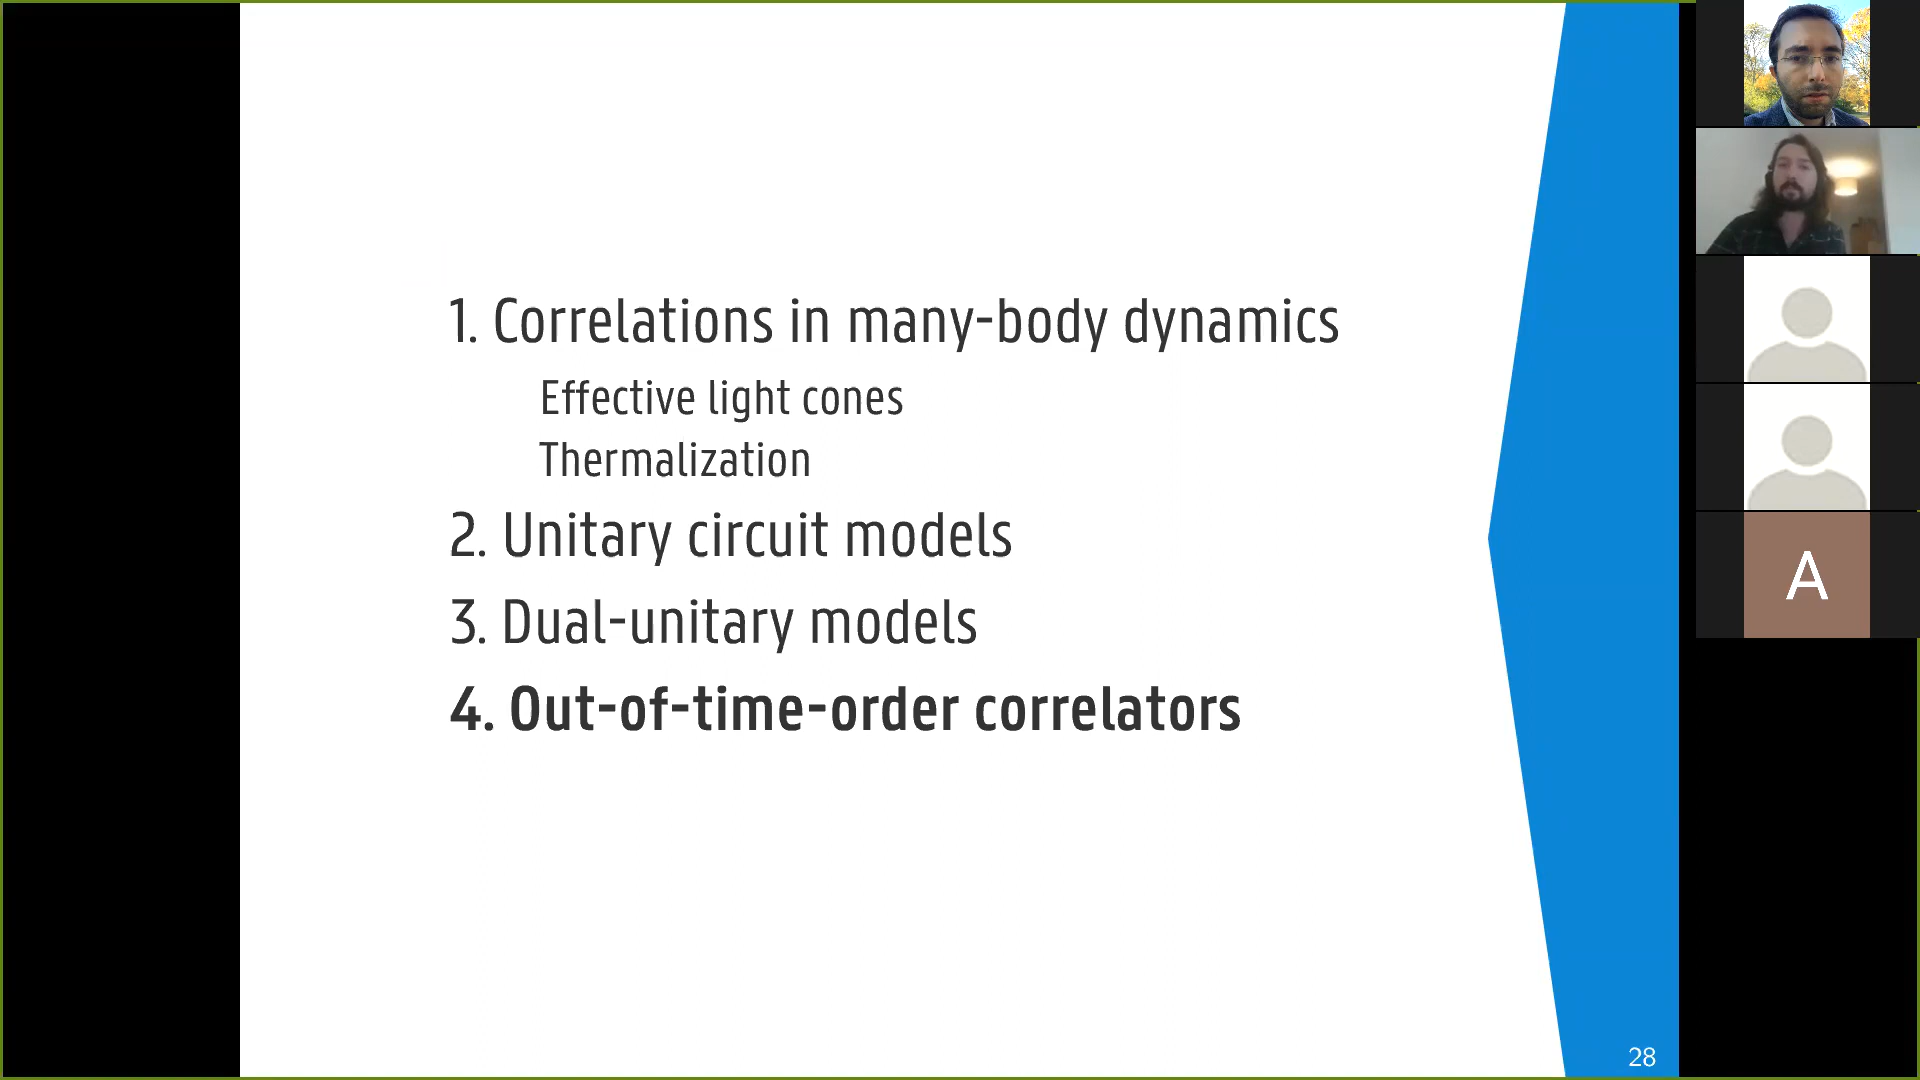 1. Correlations in many-body dynamics
Effective light cones
Thermalization
2. Unitary circuit models
3. Dual-unitary models
4. Out-of-time-order correlators
28
A